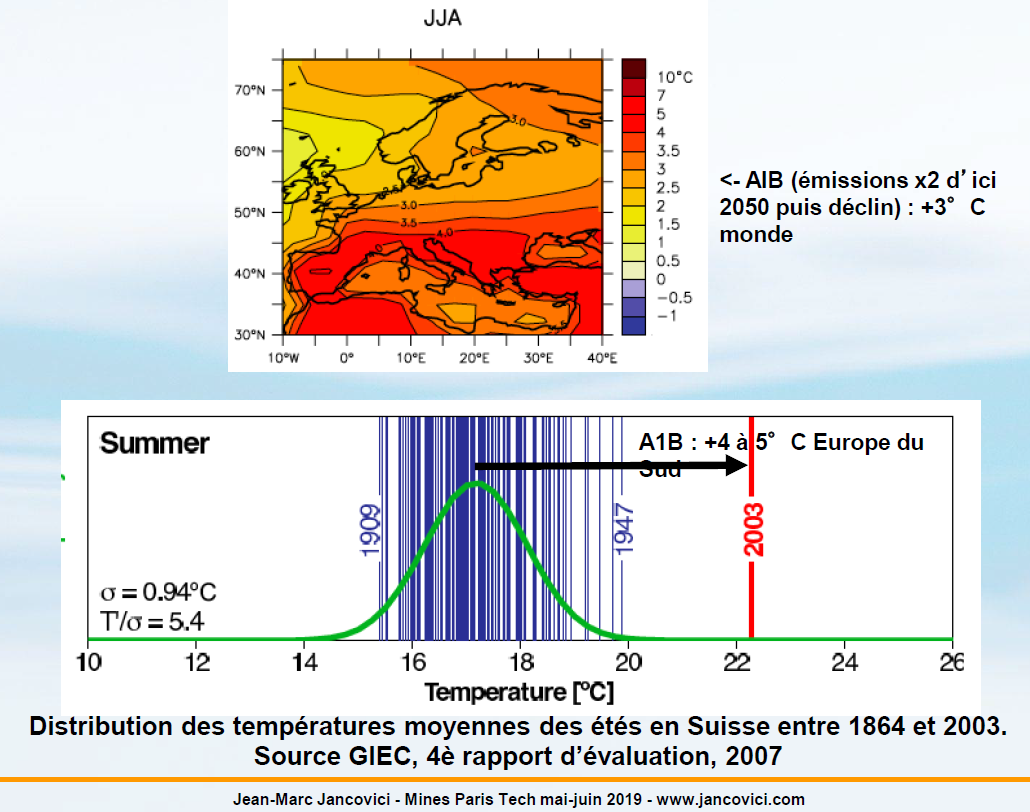 JJA
70°N
60°N
50°N
40°N
30°N
10°W 0° 10°E 20°E 30°E 40°E
3.0
2.5
3.0
3.5
4.0
4.0
10°C
7
5
4
3.5
3
2.5
2
1.5
1
0.5
0
−0.5
−1
<- AIB (émissions x2 d’ ici
2050 puis déclin) : +3° C
monde
Summer
A1B : +4 à 5° C Europe du
Sud
1909
1947
2003
σ = 0.94°C
T'/σ = 5.4
10 12 14 16 18 20 22 24 26
Temperature [°C]
Distribution des températures moyennes des étés en Suisse entre 1864 et 2003.
Source GIEC, 4è rapport d’évaluation, 2007
Jean-Marc Jancovici - Mines Paris Tech mai-juin 2019 - www.jancovici.com